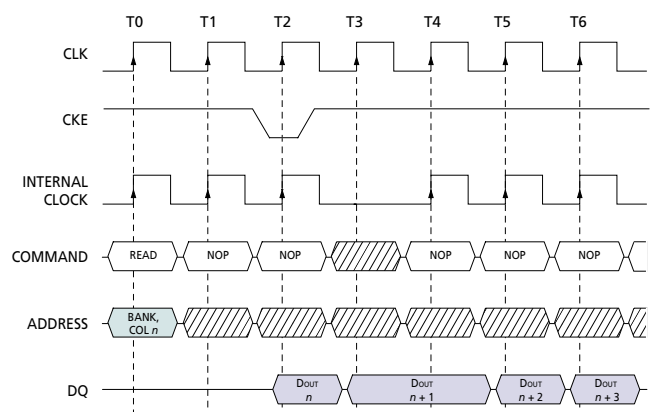 T0 T1 T2 T3 T4 T5 T6
CLK
CKE
INTERNAL
CLOCK
COMMAND READ NOP NOP NOP NOP NOP
ADDRESS BANK,
COL n
DQ DOUT DOUT DOUT DOUT
n n + 1 n + 2 n + 3